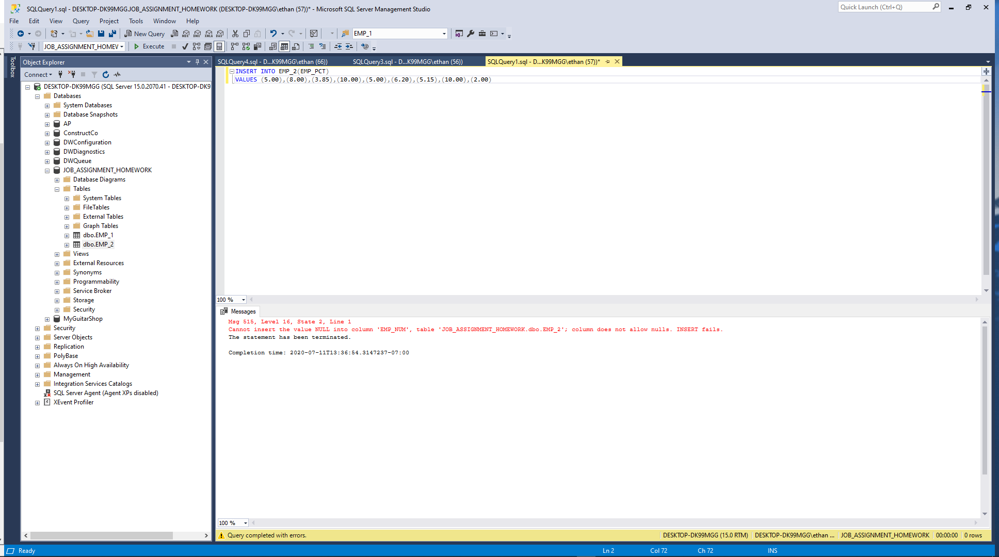 SQLQuery1.sql - DESKTOP-DK99MGG.JOB_ASSIGNMENT_HOMEWORK (DESKTOP-DK99MGG\ethan (57))* - Microsoft SQL Server Management Studio
Quick Launch (Ctrl+Q)
File Edit View Query Project Tools Window Help
New Query
MDX DMX XMLA DAX
EMP_1
JOB_ASSIGNMENT_HOMEV
Execute
Toolbox
Object Explorer
Connect
DESKTOP-DK99MGG (SQL Server 15.0.2070.41 - DESKTOP-DK9
Databases
System Databases
Database Snapshots
AP
ConstructCo
DWConfiguration
DWDiagnostics
DWQueue
JOB_ASSIGNMENT_HOMEWORK
Database Diagrams
Tables
System Tables
FileTables
External Tables
Graph Tables
dbo.EMP_1
dbo.EMP_2
Views
External Resources
Synonyms
Programmability
Service Broker
Storage
Security
MyGuitarShop
Security
Server Objects
Replication
PolyBase
Always On High Availability
Management
Integration Services Catalogs
SQL Server Agent (Agent XPs disabled)
XEvent Profiler
SQLQuery4.sql - D...K99MGG\ethan (66))
SQLQuery3.sql - D...K99MGG\ethan (56))
SQLQuery1.sql - D...K99MGG\ethan (57))*
INSERT INTO EMP_2(EMP_PCT)
VALUES (5.00),(8.00),(3.85),(10.00),(5.00),(6.20),(5.15),(10.00),(2.00)
100 %
Messages
Msg 515, Level 16, State 2, Line 1
Cannot insert the value NULL into column 'EMP_NUM', table 'JOB_ASSIGNMENT_HOMEWORK.dbo.EMP_2'; column does not allow nulls. INSERT fails.
The statement has been terminated.
Completion time: 2020-07-11T13:36:54.3147237-07:00
100 %
Query completed with errors.
DESKTOP-DK99MGG (15.0 RTM)
DESKTOP-DK99MGG\ethan ...
JOB_ASSIGNMENT_HOMEWORK
00:00:00
0 rows
Ready
Ln 2
Col 72
Ch 72
INS